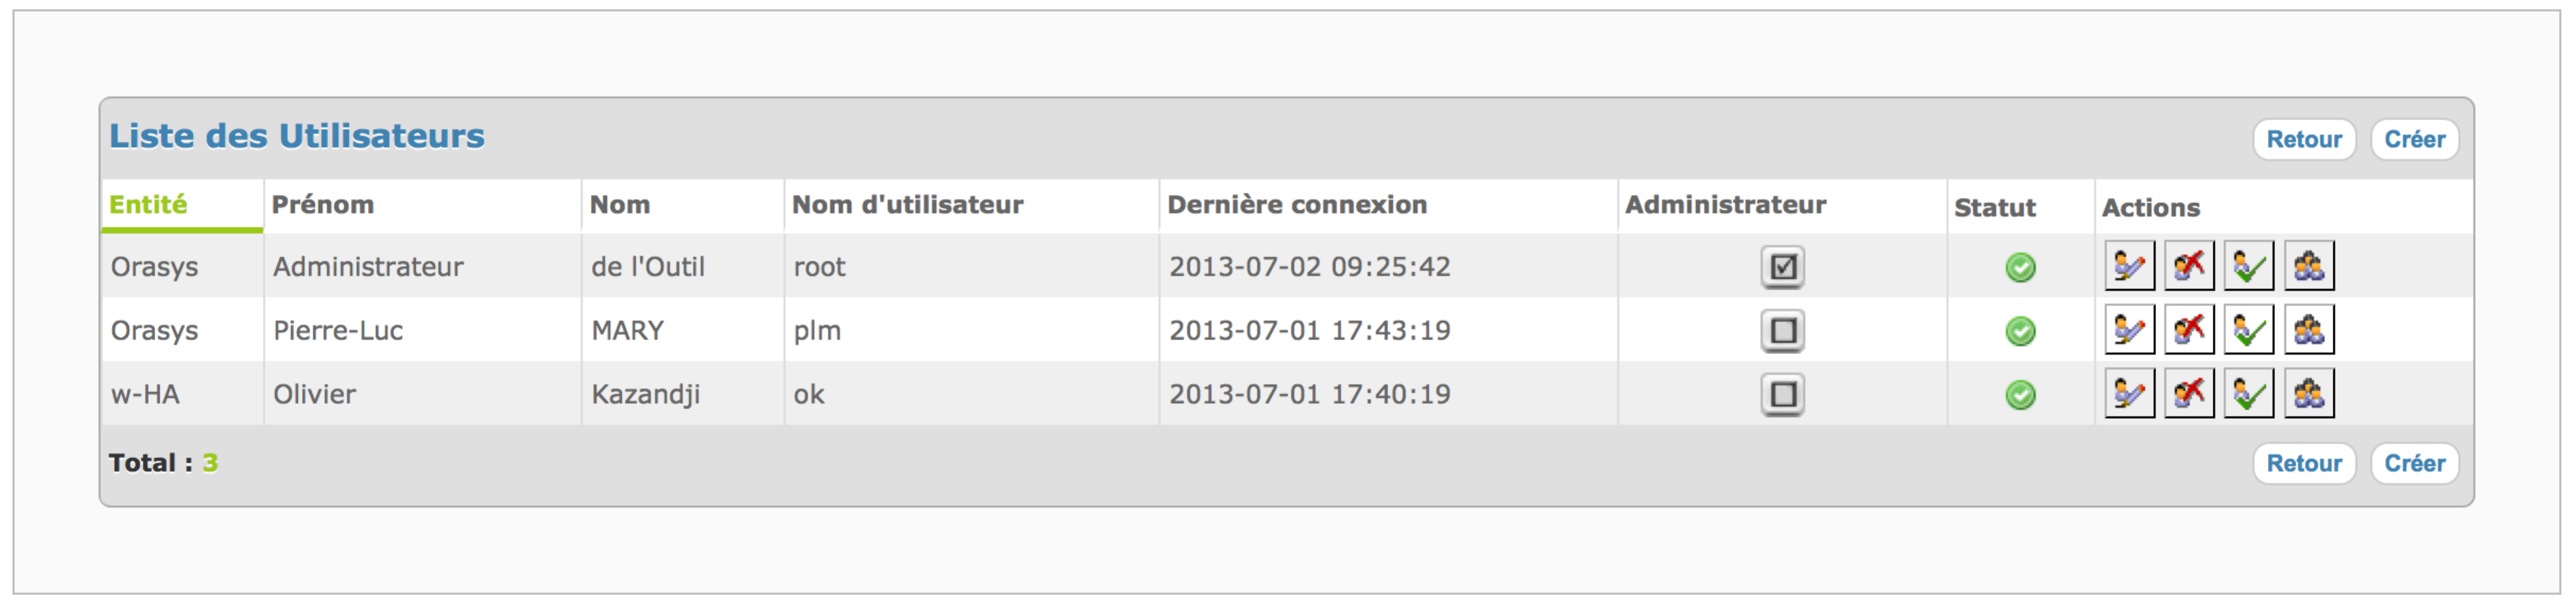 Liste des Utilisateurs Retour Créer
Entité Prénom Nom Nom d'utilisateur Dernière connexion Administrateur Statut Actions
Orasys Administrateur de l'Outil root 2013-07-02 09:25:42
Orasys Pierre-Luc MARY plm 2013-07-01 17:43:19
w-HA Olivier Kazandji ok 2013-07-01 17:40:19
Total : 3 Retour Créer